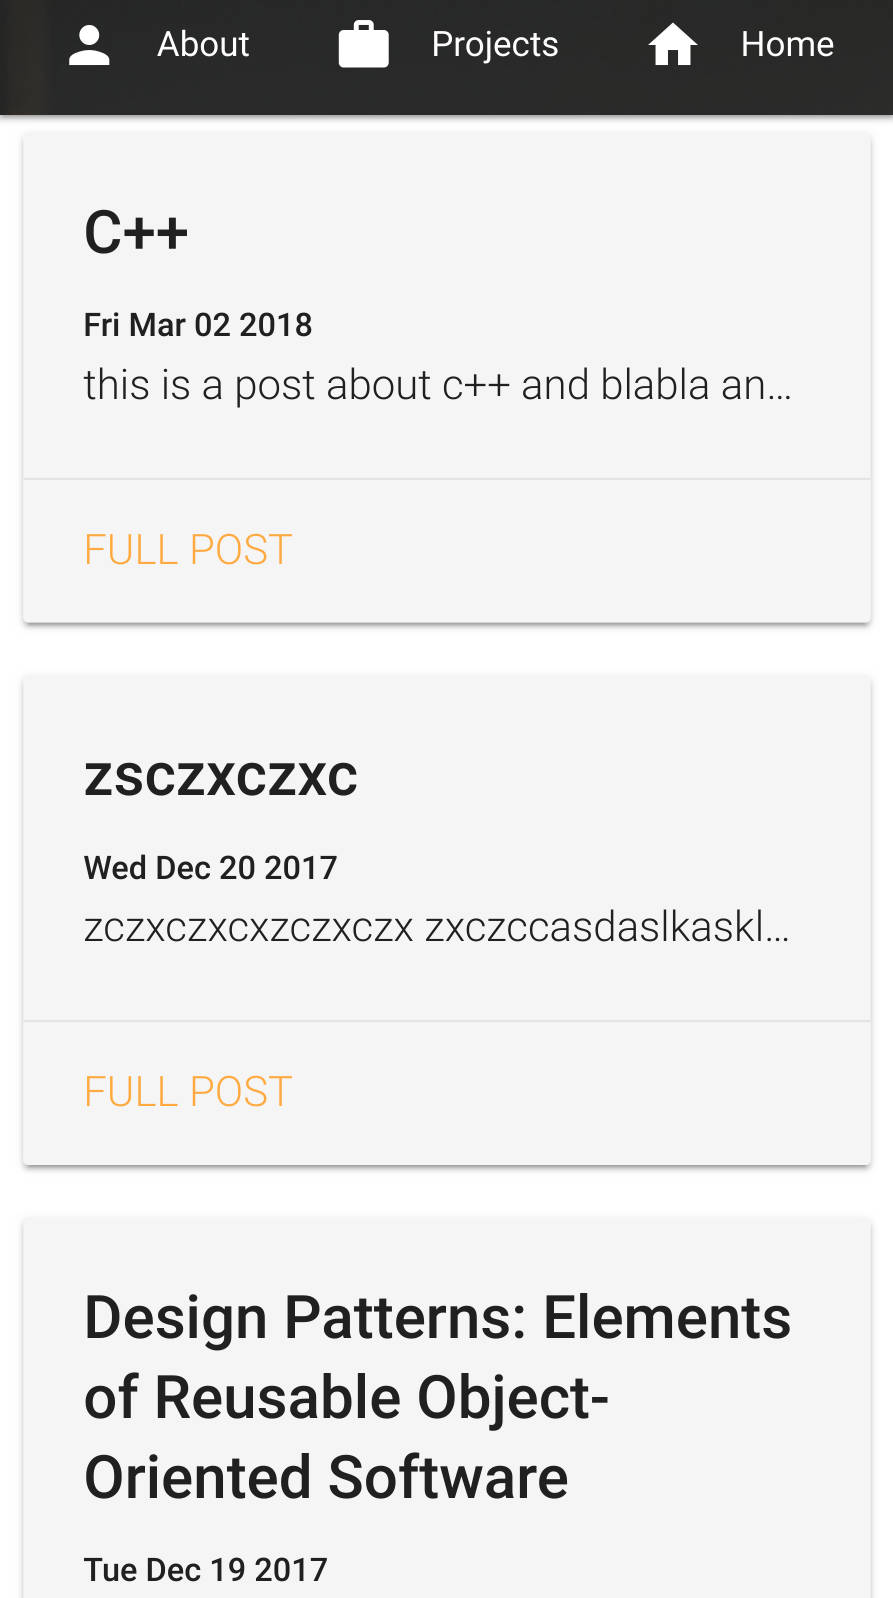 About Projects Home
C++
Fri Mar 02 2018
this is a post about c++ and blabla an...
FULL POST
zsczxczxc
Wed Dec 20 2017
zczxczxcxzczxczx zxczccasdaslkaskl...
FULL POST
Design Patterns: Elements
of Reusable Object-
Oriented Software
Tue Dec 19 2017